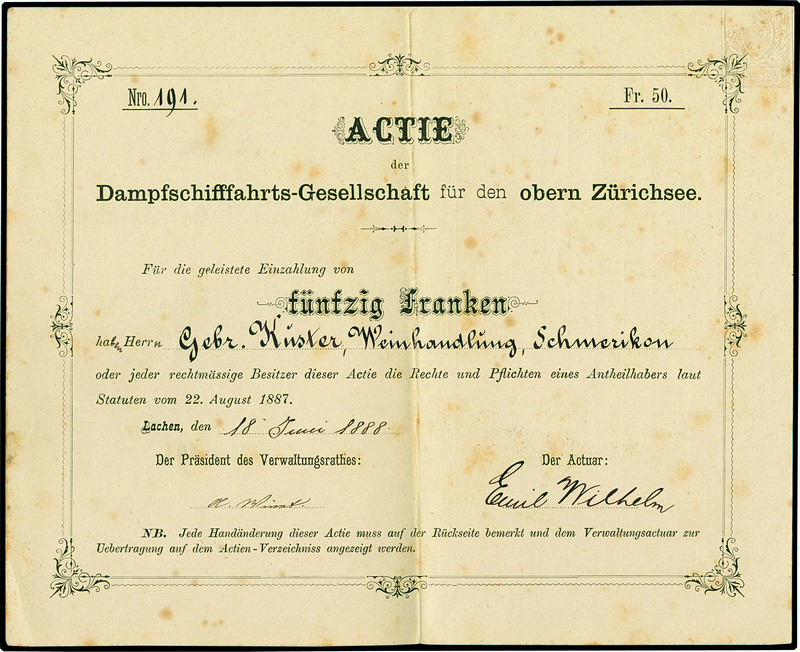 Nro. 191.
Fr. 50.
ACTIE
der
Dampfschifffahrts-Gesellschaft für den obern Zürichsee.
Für die geleistete Einzahlung von
fünfzig Franken
haben Herrn Gebr. Kuster, Weinhandlung, Schmerikon
oder jeder rechtmässige Besitzer dieser Actie die Rechte und Pflichten eines Antheilhabers laut
Statuten vom 22. August 1887.
Lachen, den 18 Juni 1888.
Der Präsident des Verwaltungsrathes:
Der Actuar:
Emil Wilhelm
NB. Jede Handänderung dieser Actie muss auf der Rückseite bemerkt und dem Verwaltungsactuar zur
Uebertragung auf dem Actien-Verzeichniss angezeigt werden.